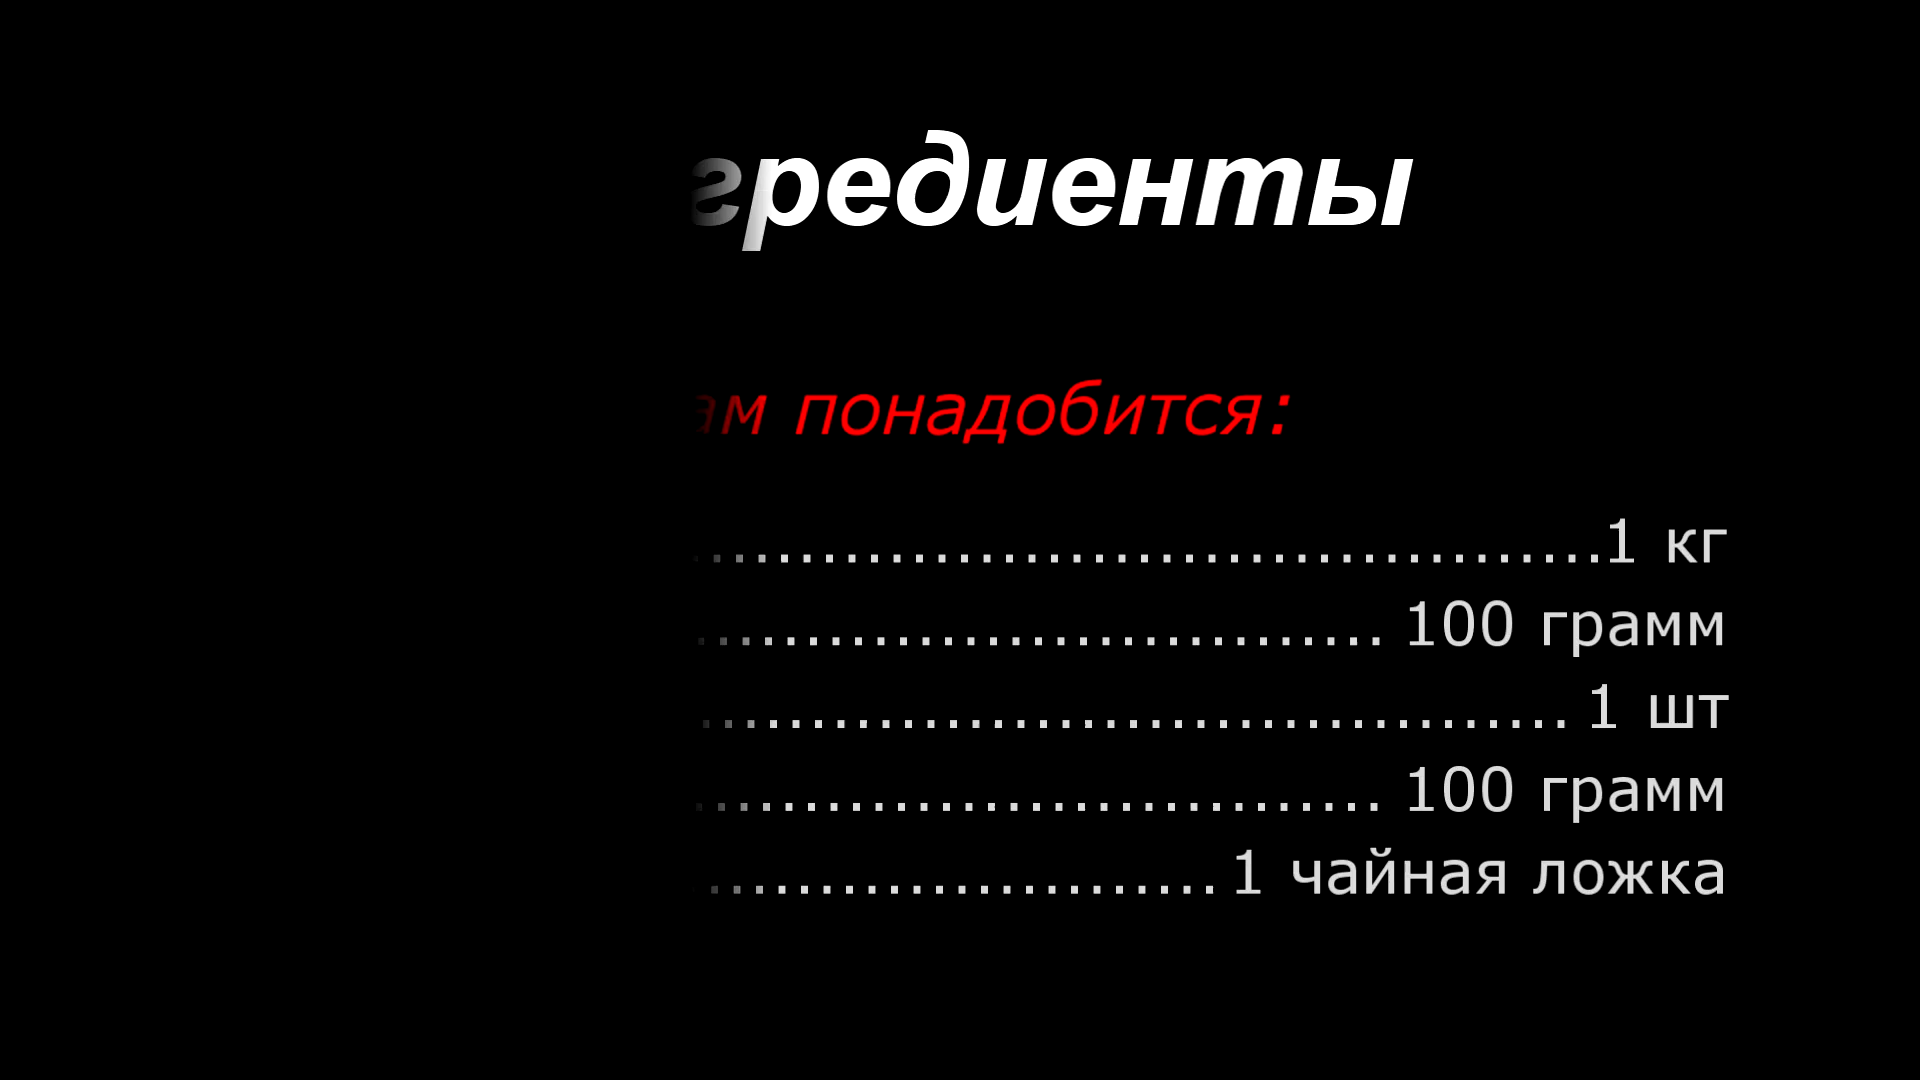 гредиенты
ам понадобится:
.........................................1 кг
............................... 100 грамм
....................................... 1 шт
............................... 100 грамм
....................... 1 чайная ложка